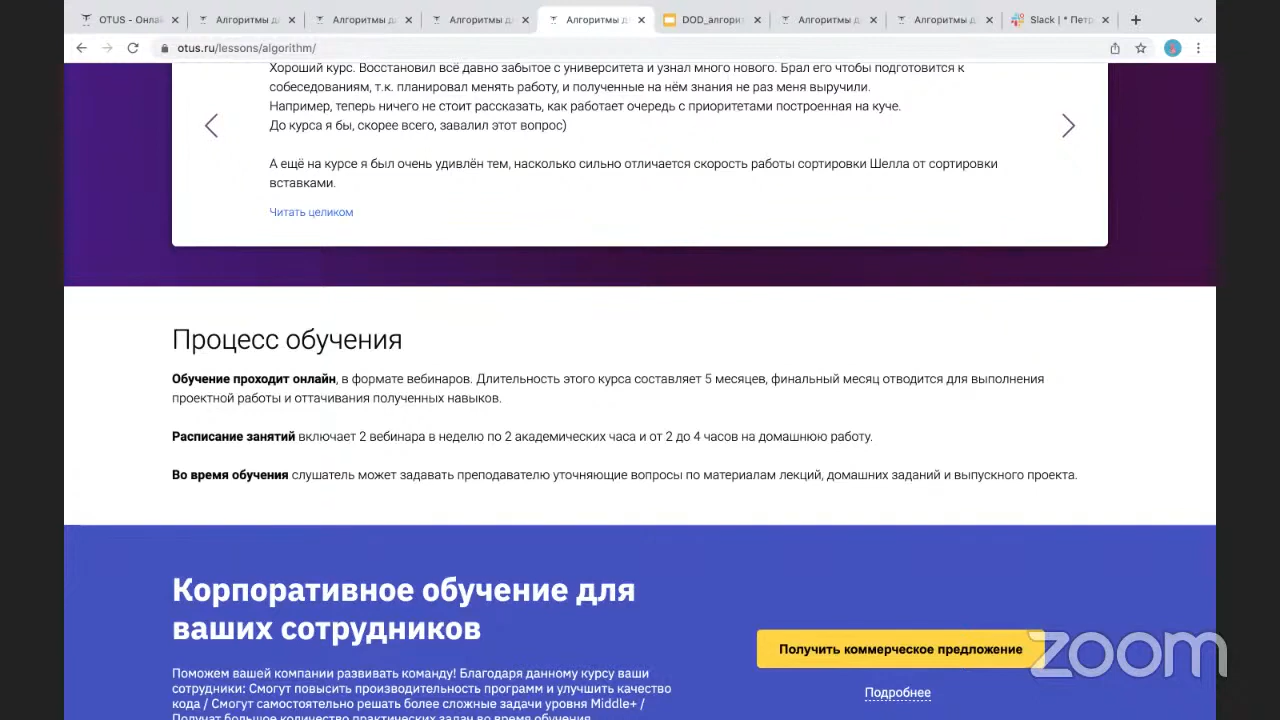 OTUS - Онлай
Алгоритмы д
Алгоритмы д
Алгоритмы д
Алгоритмы д
DOD_алгори
Алгоритмы д
Алгоритмы д
Slack | * Петр
otus.ru/lessons/algorithm/
Хороший курс. Восстановил всё давно забытое с университета и узнал много нового. Брал его чтобы подготовится к
собеседованиям, т.к. планировал менять работу, и полученные на нём знания не раз меня выручили.
Например, теперь ничего не стоит рассказать, как работает очередь с приоритетами построенная на куче.
До курса я бы, скорее всего, завалил этот вопрос)
А ещё на курсе я был очень удивлён тем, насколько сильно отличается скорость работы сортировки Шелла от сортировки
вставками.
Читать целиком
Процесс обучения
Обучение проходит онлайн, в формате вебинаров. Длительность этого курса составляет 5 месяцев, финальный месяц отводится для выполнения
проектной работы и оттачивания полученных навыков.
Расписание занятий включает 2 вебинара в неделю по 2 академических часа и от 2 до 4 часов на домашнюю работу.
Во время обучения слушатель может задавать преподавателю уточняющие вопросы по материалам лекций, домашних заданий и выпускного проекта.
Корпоративное обучение для
ваших сотрудников
Поможем вашей компании развивать команду! Благодаря данному курсу ваши
сотрудники: Смогут повысить производительность программ и улучшить качество
кода / Смогут самостоятельно решать более сложные задачи уровня Middle+ /
Получат большое количество практических задач во время обучения
Получить коммерческое предложение
Подробнее
zoom